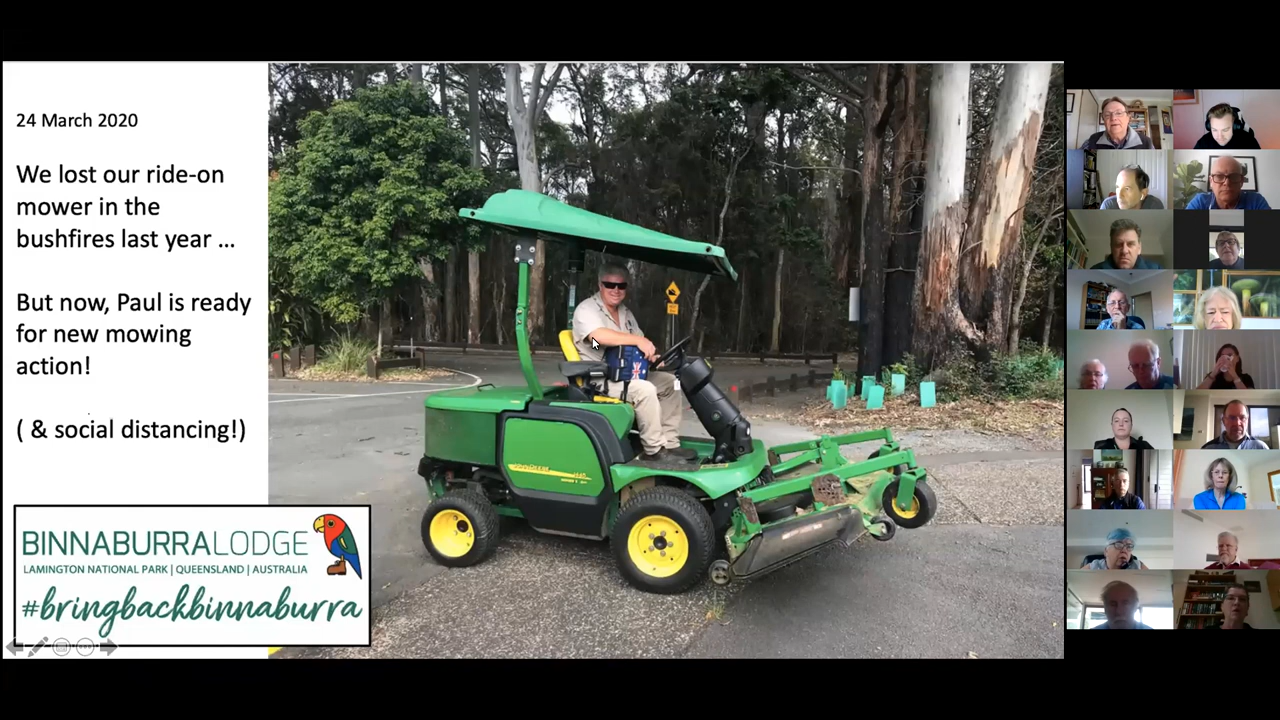 24 March 2020
We lost our ride-on
mower in the
bushfires last year ...
But now, Paul is ready
for new mowing
action!
( & social distancing!)
BINNABURRALODGE
LAMINGTON NATIONAL PARK | QUEENSLAND | AUSTRALIA
#bringbackbinnaburra